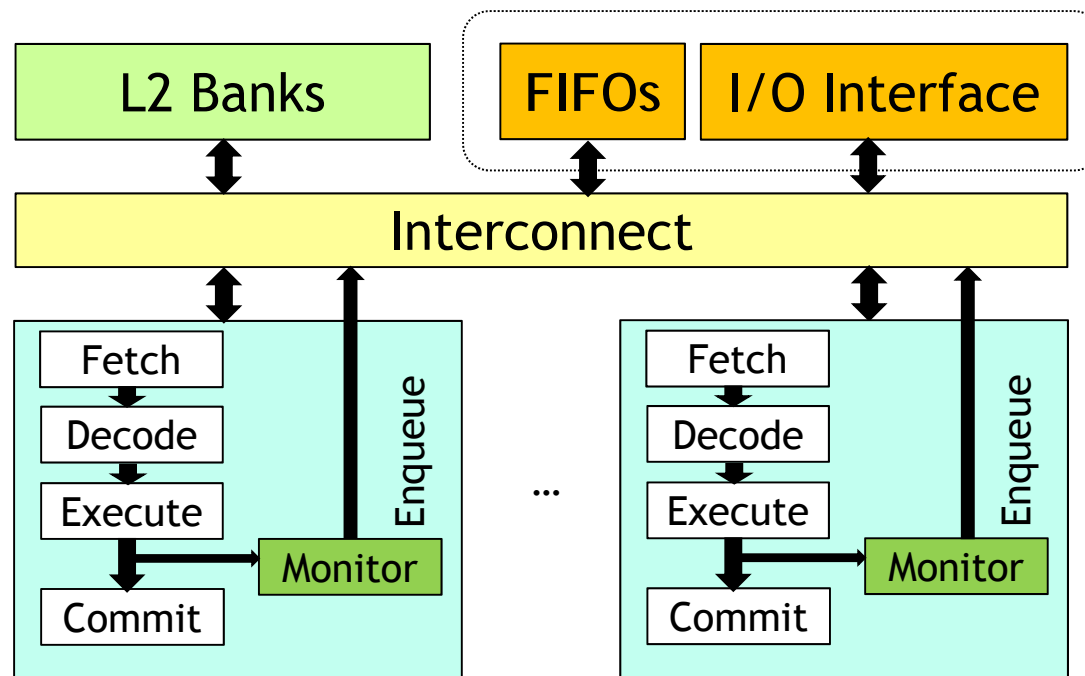 L2 Banks
FIFOs
I/O Interface
Interconnect
Fetch
Decode
Execute
Commit
Monitor
Enqueue
...
Fetch
Decode
Execute
Commit
Monitor
Enqueue